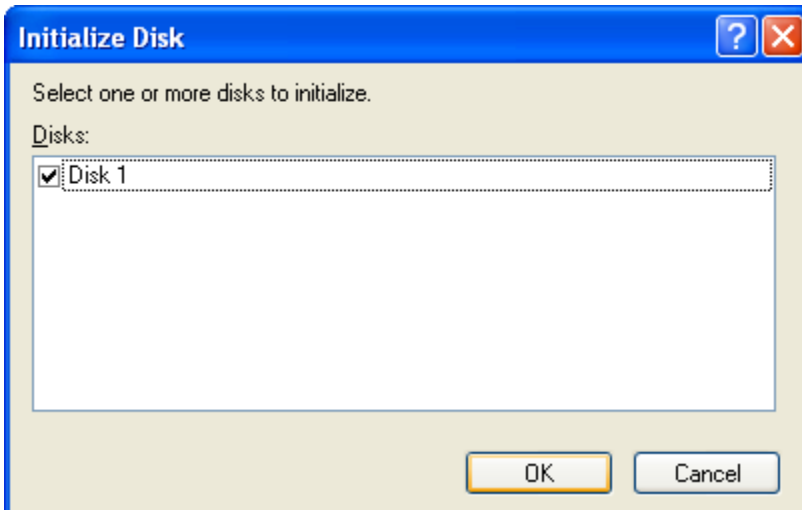 Initialize Disk
Select one or more disks to initialize.
Disks:
Disk 1
OK Cancel